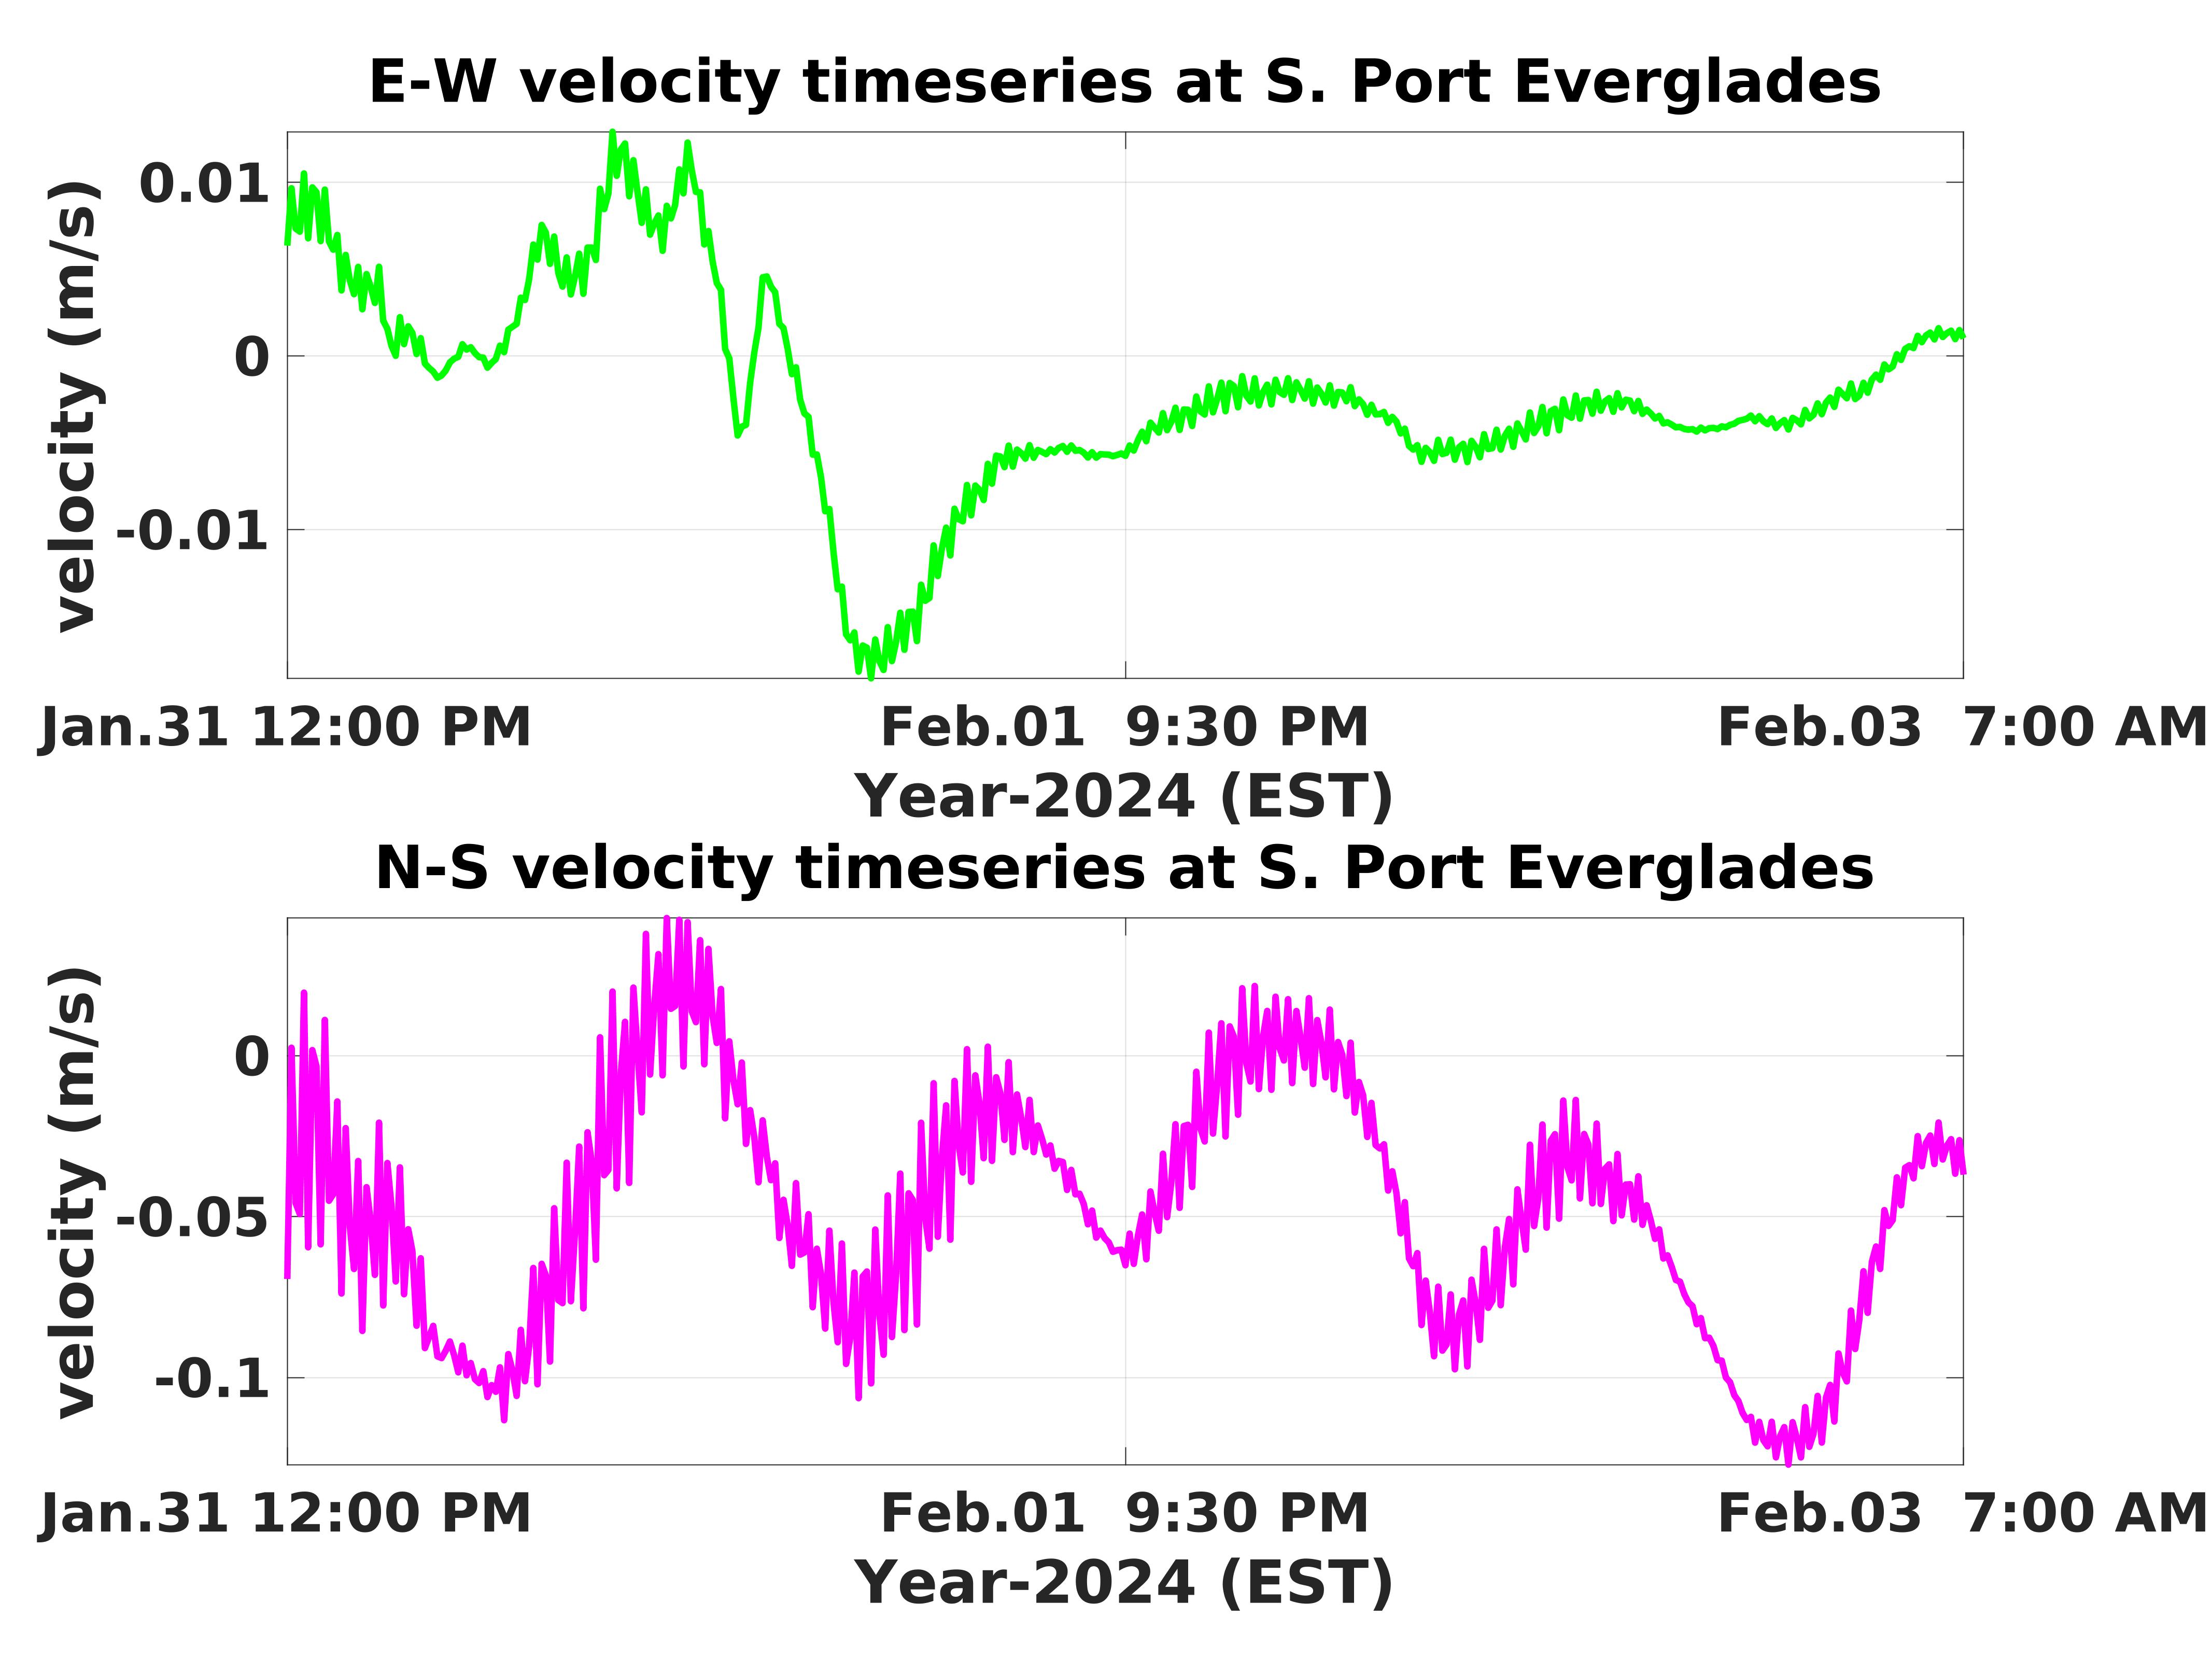 E-W velocity timeseries at S. Port Everglades
velocity (m/s)
0.01
0
-0.01
Jan.31 12:00 PM
Feb.01 9:30 PM
Feb.03 7:00 AM
Year-2024 (EST)
N-S velocity timeseries at S. Port Everglades
velocity (m/s)
0
-0.05
-0.1
Jan.31 12:00 PM
Feb.01 9:30 PM
Feb.03 7:00 AM
Year-2024 (EST)